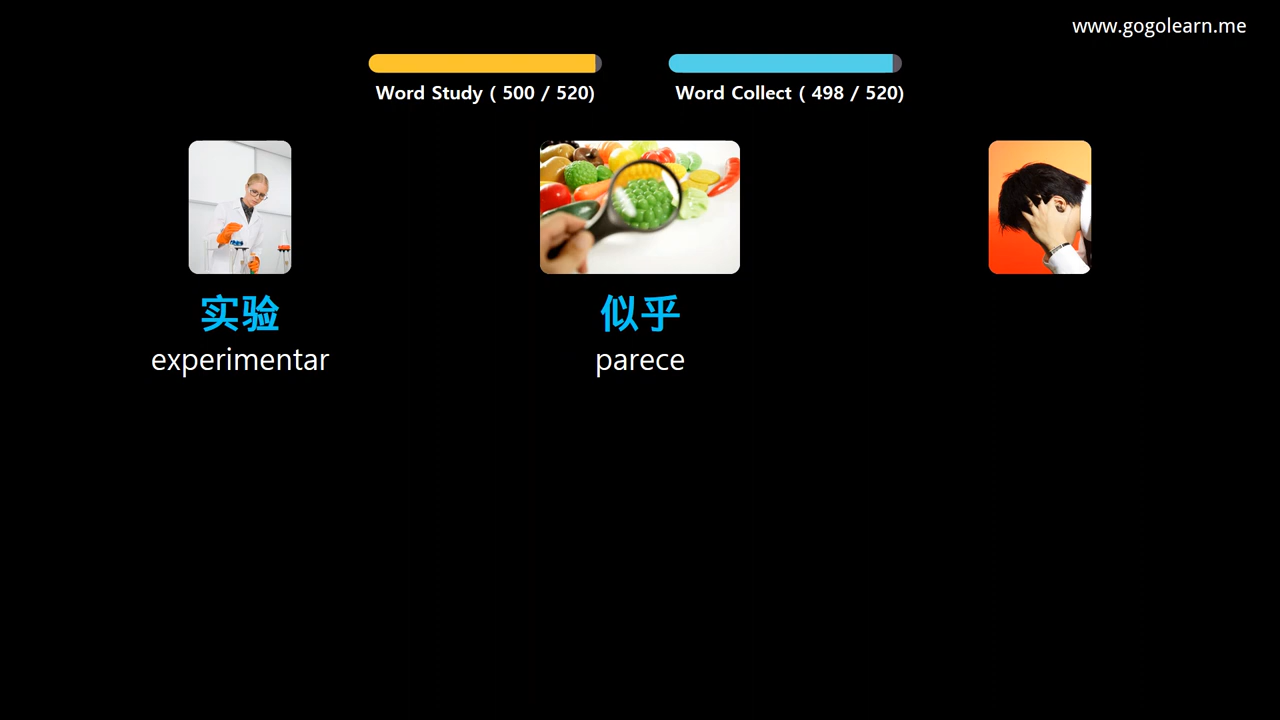 www.gogolearn.me
Word Study ( 500 / 520)
Word Collect ( 498 / 520)
实验
experimentar
似乎
parece